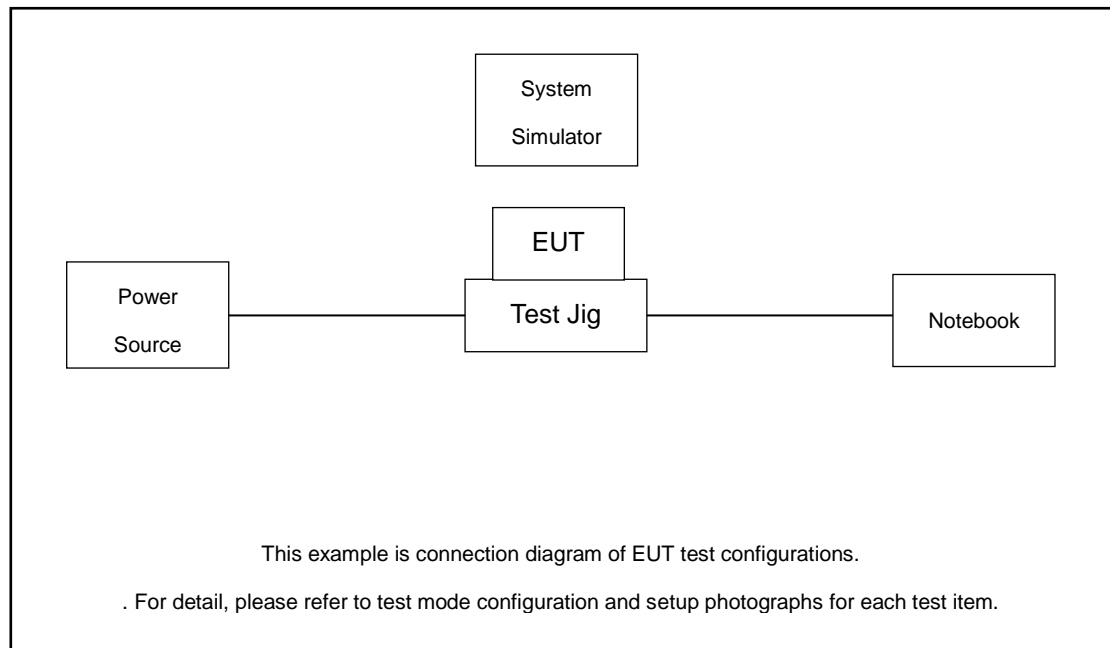 System
Simulator
EUT
Power
Source
Test Jig
Notebook
This example is connection diagram of EUT test configurations.
. For detail, please refer to test mode configuration and setup photographs for each test item.